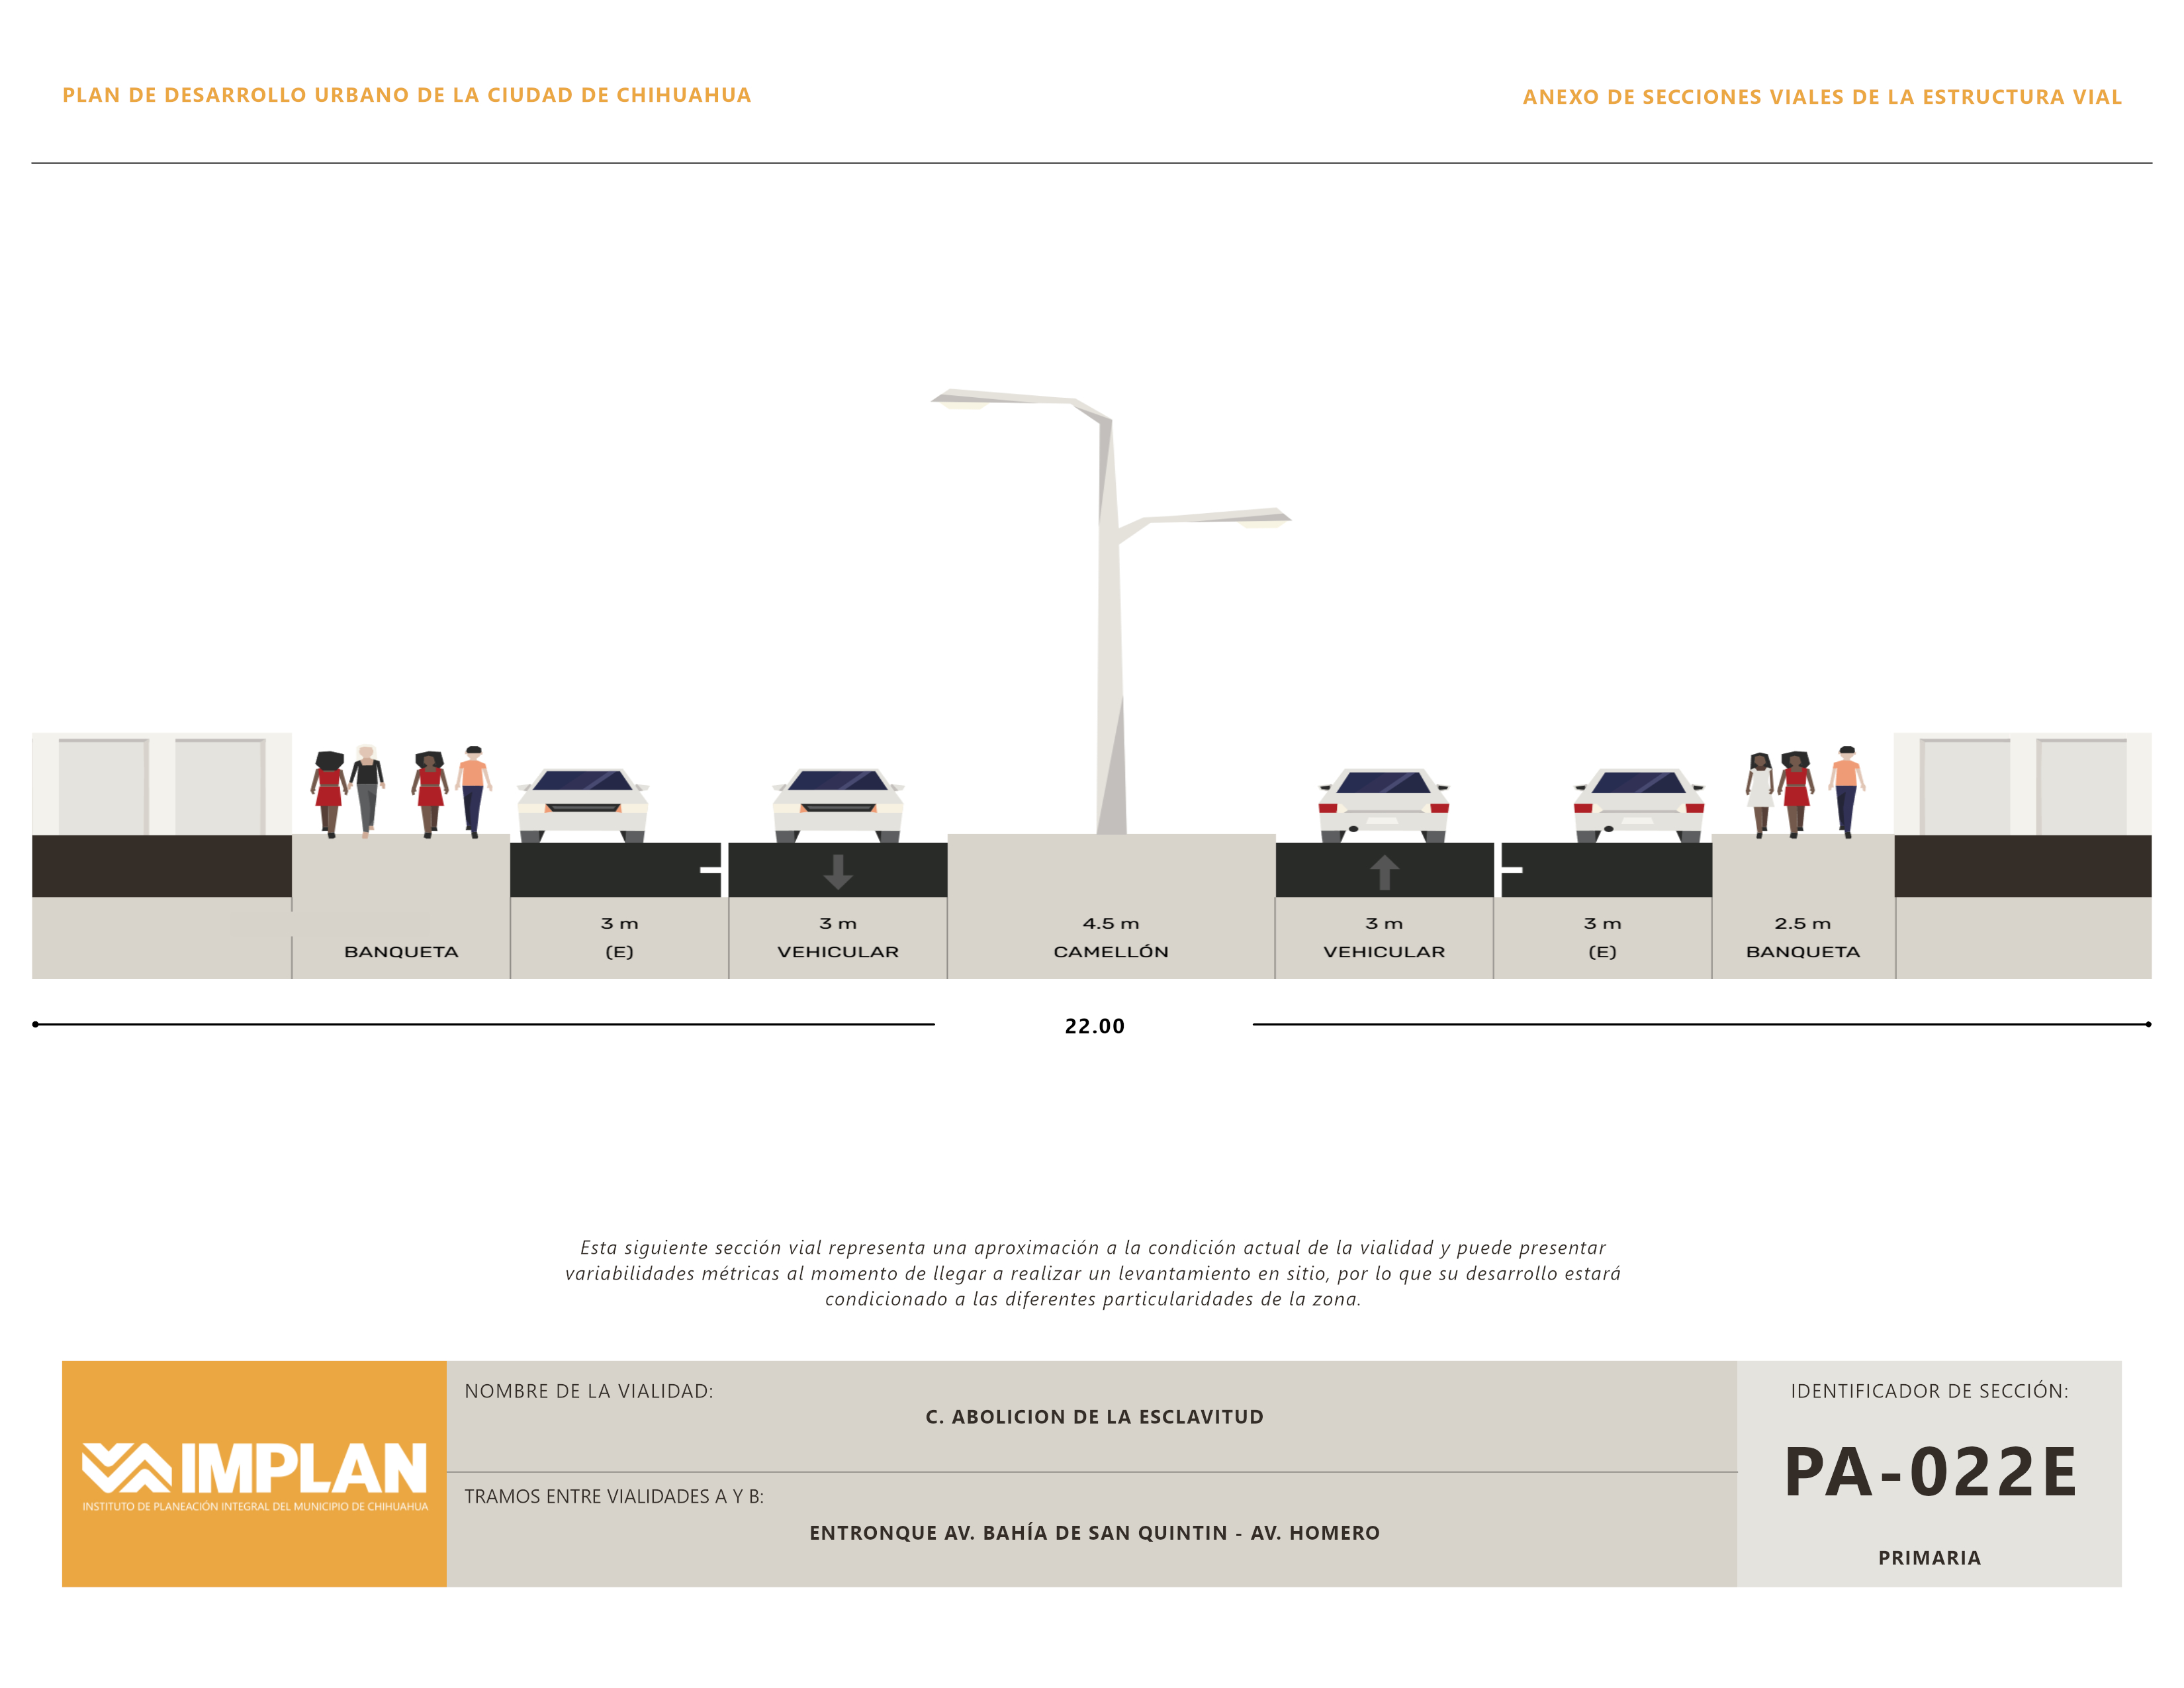 PLAN DE DESARROLLO URBANO DE LA CIUDAD DE CHIHUAHUA
ANEXO DE SECCIONES VIALES DE LA ESTRUCTURA VIAL
3 m 3 m 4.5 m 3 m 3 m 2.5 m
BANQUETA (E) VEHICULAR CAMELLÓN VEHICULAR (E) BANQUETA
22.00
Esta siguiente sección vial representa una aproximación a la condición actual de la vialidad y puede presentar
variabilidades métricas al momento de llegar a realizar un levantamiento en sitio, por lo que su desarrollo estará
condicionado a las diferentes particularidades de la zona.
IMPLAN
INSTITUTO DE PLANEACIÓN INTEGRAL DEL MUNICIPIO DE CHIHUAHUA
NOMBRE DE LA VIALIDAD:
C. ABOLICION DE LA ESCLAVITUD
TRAMOS ENTRE VIALIDADES A Y B:
ENTRONQUE AV. BAHÍA DE SAN QUINTIN - AV. HOMERO
IDENTIFICADOR DE SECCIÓN:
PA-022E
PRIMARIA